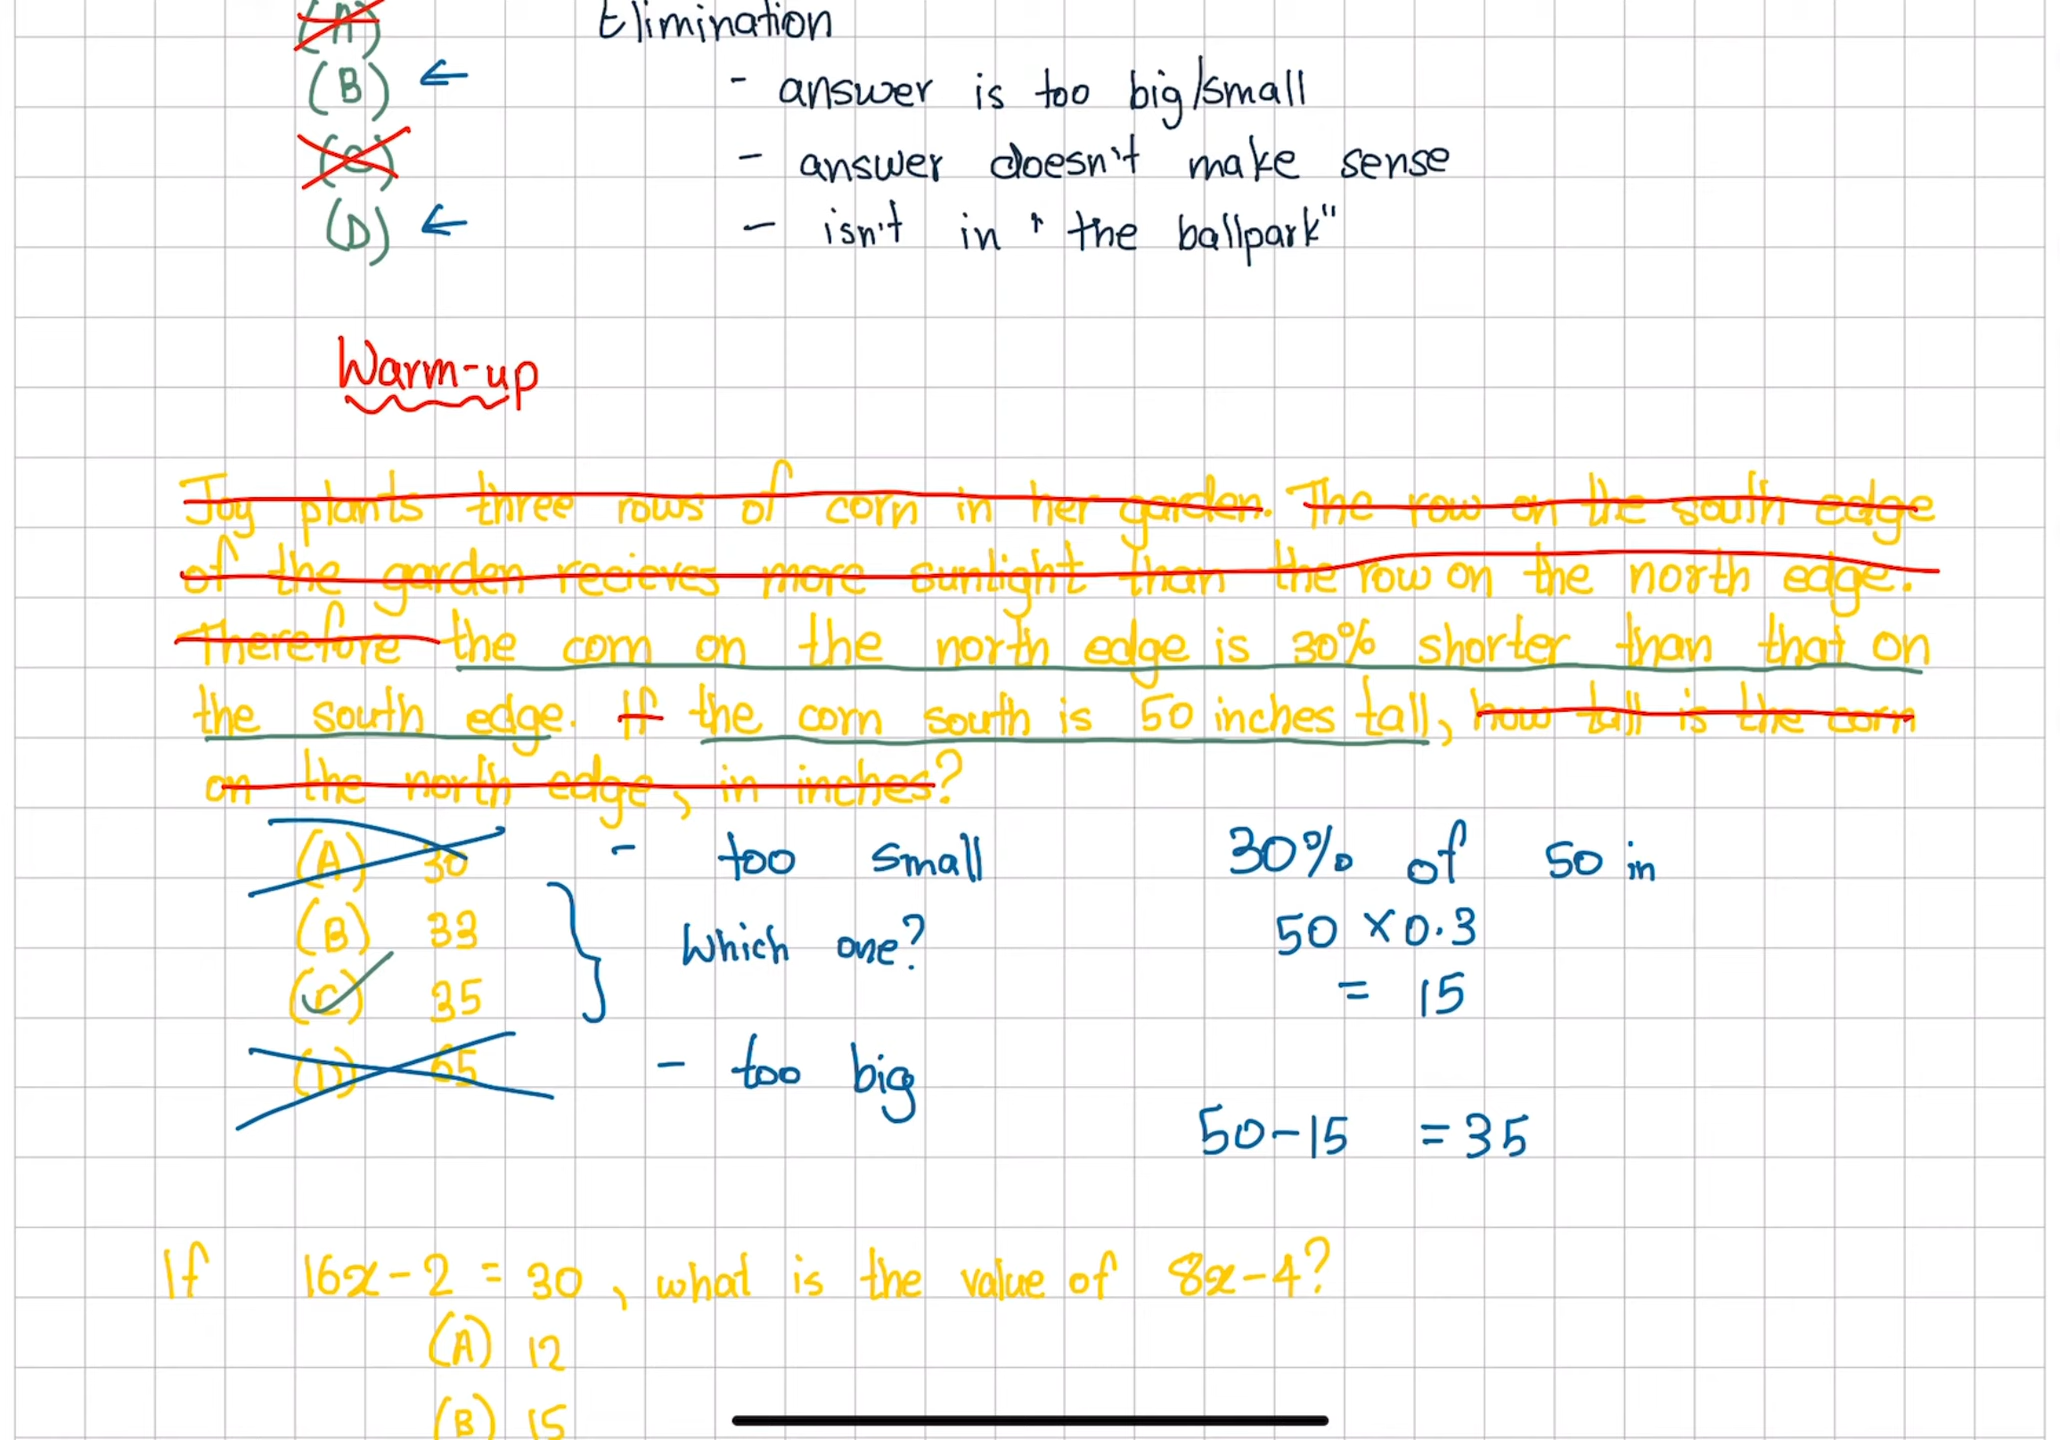 (A) Elimination
(B) ← - answer is too big/small
(C) - answer doesn't make sense
(D) ← - isn't in "the ballpark"
Warm-up
Joy plants three rows of corn in her garden. The row on the south edge
of the garden recieves more sunlight than the row on the north edge.
Therefore the corn on the north edge is 30% shorter than that on
the south edge. If the corn south is 50 inches tall, how tall is the corn
on the north edge, in inches?
(A) 30 - too small 30% of 50 in
(B) 33 Which one? 50 × 0.3
(C) 35 = 15
(D) 65 - too big
50-15 = 35
If 16x-2 = 30, what is the value of 8x-4?
(A) 12
(B) 15